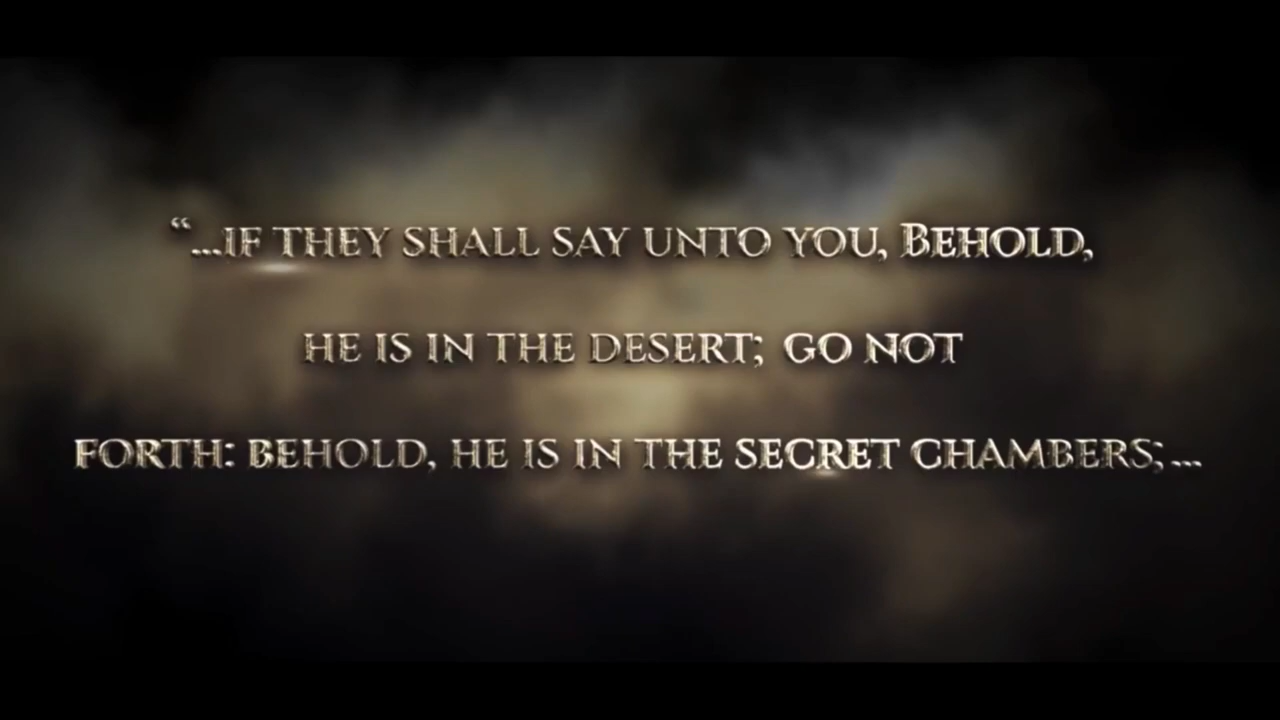 “...IF THEY SHALL SAY UNTO YOU, BEHOLD,
HE IS IN THE DESERT; GO NOT
FORTH: BEHOLD, HE IS IN THE SECRET CHAMBERS;...